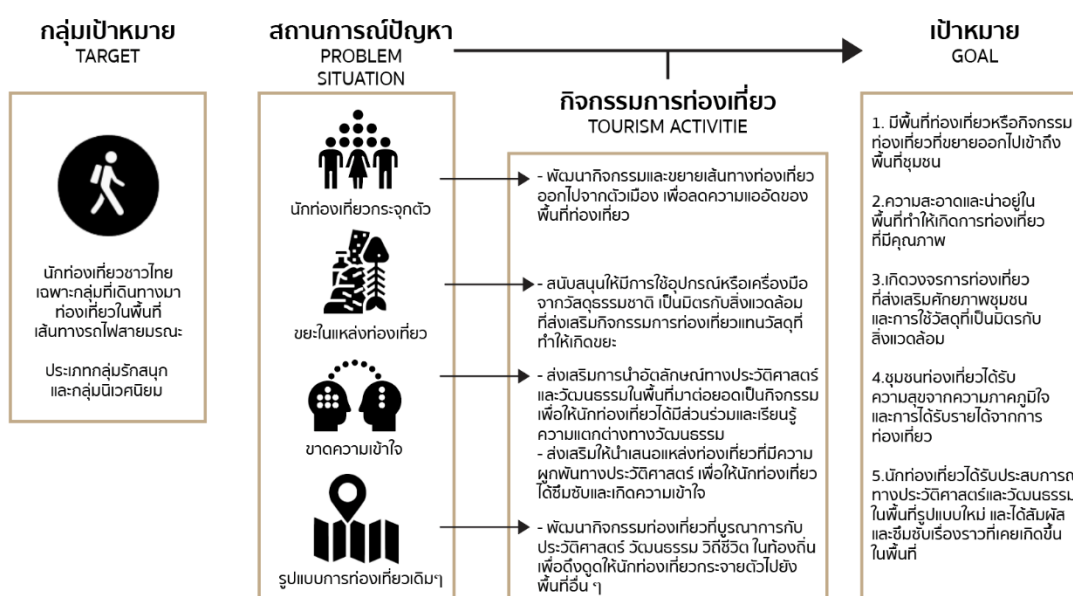 กลุ่มเป้าหมาย
TARGET
นักท่องเที่ยวชาวไทย
เฉพาะกลุ่มที่เดินทางมา
ท่องเที่ยวในพื้นที่
เส้นทางรถไฟสายมรณะ
ประเภทกลุ่มรักสนุก
และกลุ่มนิเวศนิยม
สถานการณ์ปัญหา
PROBLEM
SITUATION
นักท่องเที่ยวกระจุกตัว
ขยะในแหล่งท่องเที่ยว
ขาดความเข้าใจ
รูปแบบการท่องเที่ยวเดิมๆ
กิจกรรมการท่องเที่ยว
TOURISM ACTIVITIE
- พัฒนากิจกรรมและขยายเส้นทางท่องเที่ยว
ออกไปจากตัวเมือง เพื่อลดความแออัดของ
พื้นที่ท่องเที่ยว
- สนับสนุนให้มีการใช้อุปกรณ์หรือเครื่องมือ
จากวัสดุธรรมชาติ เป็นมิตรกับสิ่งแวดล้อม
ที่ส่งเสริมกิจกรรมการท่องเที่ยวแทนวัสดุที่
ทำให้เกิดขยะ
- ส่งเสริมการนำอัตลักษณ์ทางประวัติศาสตร์
และวัฒนธรรมในพื้นที่มาต่อยอดเป็นกิจกรรม
เพื่อให้นักท่องเที่ยวได้มีส่วนร่วมและเรียนรู้
ความแตกต่างทางวัฒนธรรม
- ส่งเสริมให้นำเสนอแหล่งท่องเที่ยวที่มีความ
ผูกพันทางประวัติศาสตร์ เพื่อให้นักท่องเที่ยว
ได้ซึมซับและเกิดความเข้าใจ
- พัฒนากิจกรรมท่องเที่ยวที่บูรณาการกับ
ประวัติศาสตร์ วัฒนธรรม วิถีชีวิต ในท้องถิ่น
เพื่อดึงดูดให้นักท่องเที่ยวกระจายตัวไปยัง
พื้นที่อื่น ๆ
เป้าหมาย
GOAL
1. มีพื้นที่ท่องเที่ยวหรือกิจกรรม
ท่องเที่ยวที่ขยายออกไปเข้าถึง
พื้นที่ชุมชน
2.ความสะอาดและน่าอยู่ใน
พื้นที่ทำให้เกิดการท่องเที่ยว
ที่มีคุณภาพ
3.เกิดวงจรการท่องเที่ยว
ที่ส่งเสริมศักยภาพชุมชน
และการใช้วัสดุที่เป็นมิตรกับ
สิ่งแวดล้อม
4.ชุมชนท่องเที่ยวได้รับ
ความสุขจากความภาคภูมิใจ
และการได้รับรายได้จากการ
ท่องเที่ยว
5.นักท่องเที่ยวได้รับประสบการณ
ทางประวัติศาสตร์และวัฒนธรรม
ในพื้นที่รูปแบบใหม่ และได้สัมผัส
และซึมซับเรื่องราวที่เคยเกิดขึ้น
ในพื้นที่